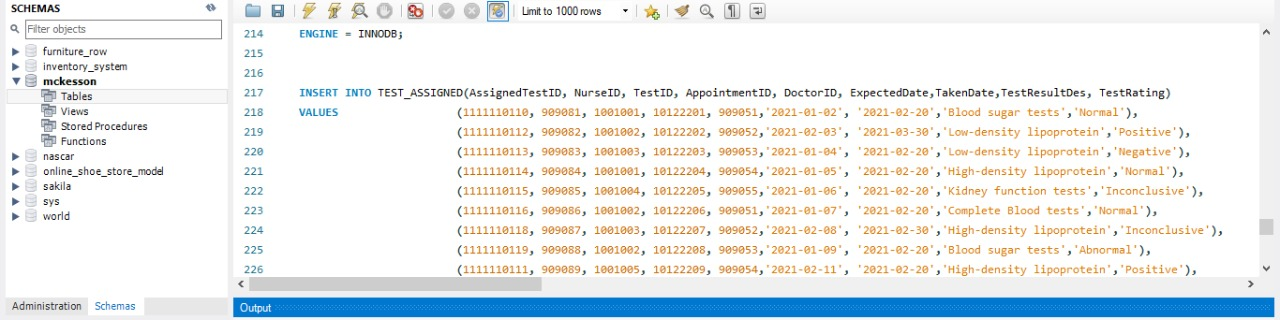 SCHEMAS
Filter objects
furniture_row
inventory_system
mckesson
Tables
Views
Stored Procedures
Functions
nascar
online_shoe_store_model
sakila
sys
world
Administration Schemas
Limit to 1000 rows
214 ENGINE = INNODB;
215
216
217 INSERT INTO TEST_ASSIGNED(AssignedTestID, NurseID, TestID, AppointmentID, DoctorID, ExpectedDate,TakenDate,TestResultDes, TestRating)
218 VALUES (1111110110, 909081, 1001001, 10122201, 909051,'2021-01-02', '2021-02-20','Blood sugar tests','Normal'),
219 (1111110112, 909082, 1001002, 10122202, 909052,'2021-02-03', '2021-03-30','Low-density lipoprotein','Positive'),
220 (1111110113, 909083, 1001003, 10122203, 909053,'2021-01-04', '2021-02-20','Low-density lipoprotein','Negative'),
221 (1111110114, 909084, 1001001, 10122204, 909054,'2021-01-05', '2021-02-20','High-density lipoprotein','Normal'),
222 (1111110115, 909085, 1001004, 10122205, 909055,'2021-01-06', '2021-02-20','Kidney function tests','Inconclusive'),
223 (1111110116, 909086, 1001002, 10122206, 909051,'2021-01-07', '2021-02-20','Complete Blood tests','Normal'),
224 (1111110118, 909087, 1001003, 10122207, 909052,'2021-02-08', '2021-02-30','High-density lipoprotein','Inconclusive'),
225 (1111110119, 909088, 1001002, 10122208, 909053,'2021-01-09', '2021-02-20','Blood sugar tests','Abnormal'),
226 (1111110111, 909089, 1001005, 10122209, 909054,'2021-02-11', '2021-02-20','High-density lipoprotein','Positive'),
Output